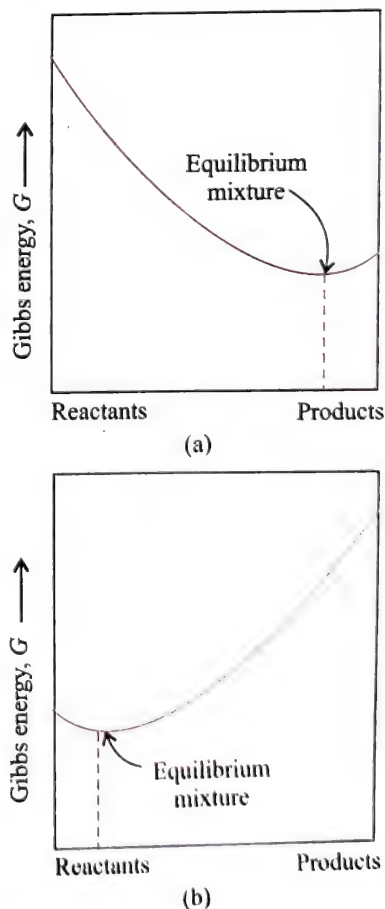 Gibbs energy, G
Equilibrium
mixture
Reactants Products
(a)
Gibbs energy, G
Equilibrium
mixture
Reactants Products
(b)